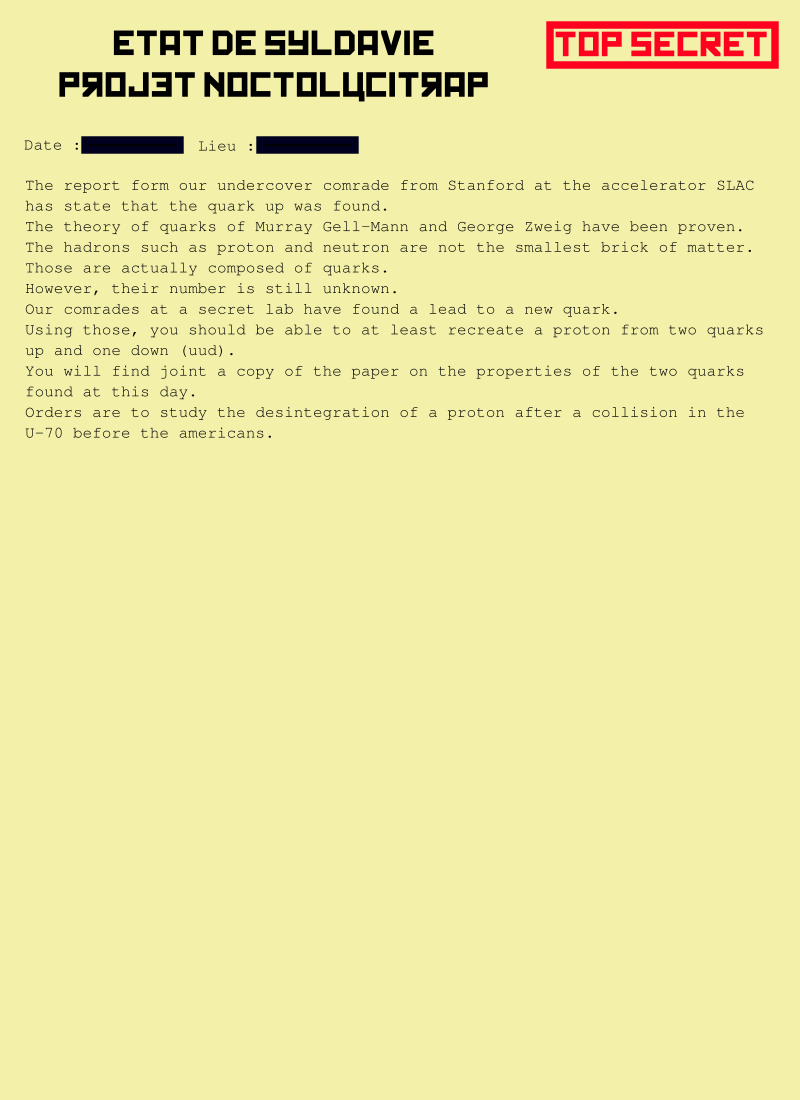 ETAT DE SYLDAVIE
TOP SECRET
PЯOJƎT NOCTOLYCITЯAP
Date :
Lieu :
The report form our undercover comrade from Stanford at the accelerator SLAC
has state that the quark up was found.
The theory of quarks of Murray Gell-Mann and George Zweig have been proven.
The hadrons such as proton and neutron are not the smallest brick of matter.
Those are actually composed of quarks.
However, their number is still unknown.
Our comrades at a secret lab have found a lead to a new quark.
Using those, you should be able to at least recreate a proton from two quarks
up and one down (uud).
You will find joint a copy of the paper on the properties of the two quarks
found at this day.
Orders are to study the desintegration of a proton after a collision in the
U-70 before the americans.